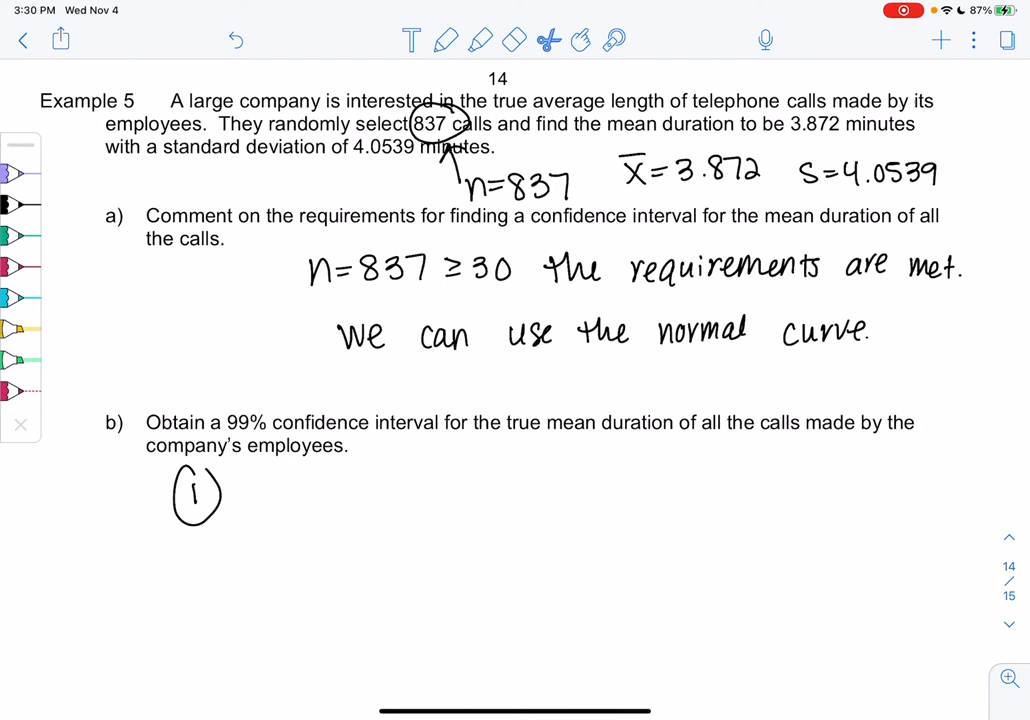 3:30 PM Wed Nov 4
87%
T
14
Example 5 A large company is interested in the true average length of telephone calls made by its
employees. They randomly select 837 calls and find the mean duration to be 3.872 minutes
with a standard deviation of 4.0539 minutes.
n=837 x̅=3.872 s=4.0539
a) Comment on the requirements for finding a confidence interval for the mean duration of all
the calls.
n=837 ≥30 the requirements are met.
We can use the normal curve.
b) Obtain a 99% confidence interval for the true mean duration of all the calls made by the
company's employees.
1
14
/
15